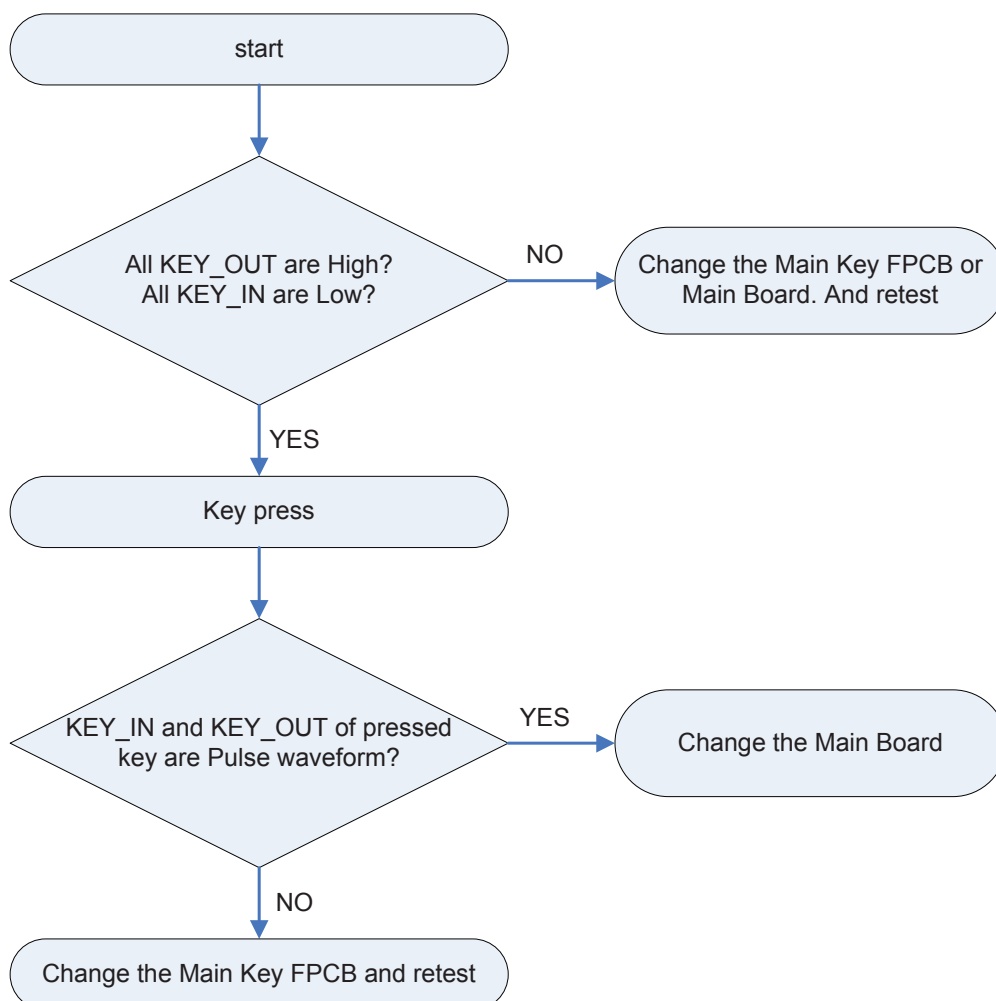 start
All KEY_OUT are High?
All KEY_IN are Low?
NO
Change the Main Key FPCB or
Main Board. And retest
YES
Key press
KEY_IN and KEY_OUT of pressed
key are Pulse waveform?
YES
Change the Main Board
NO
Change the Main Key FPCB and retest